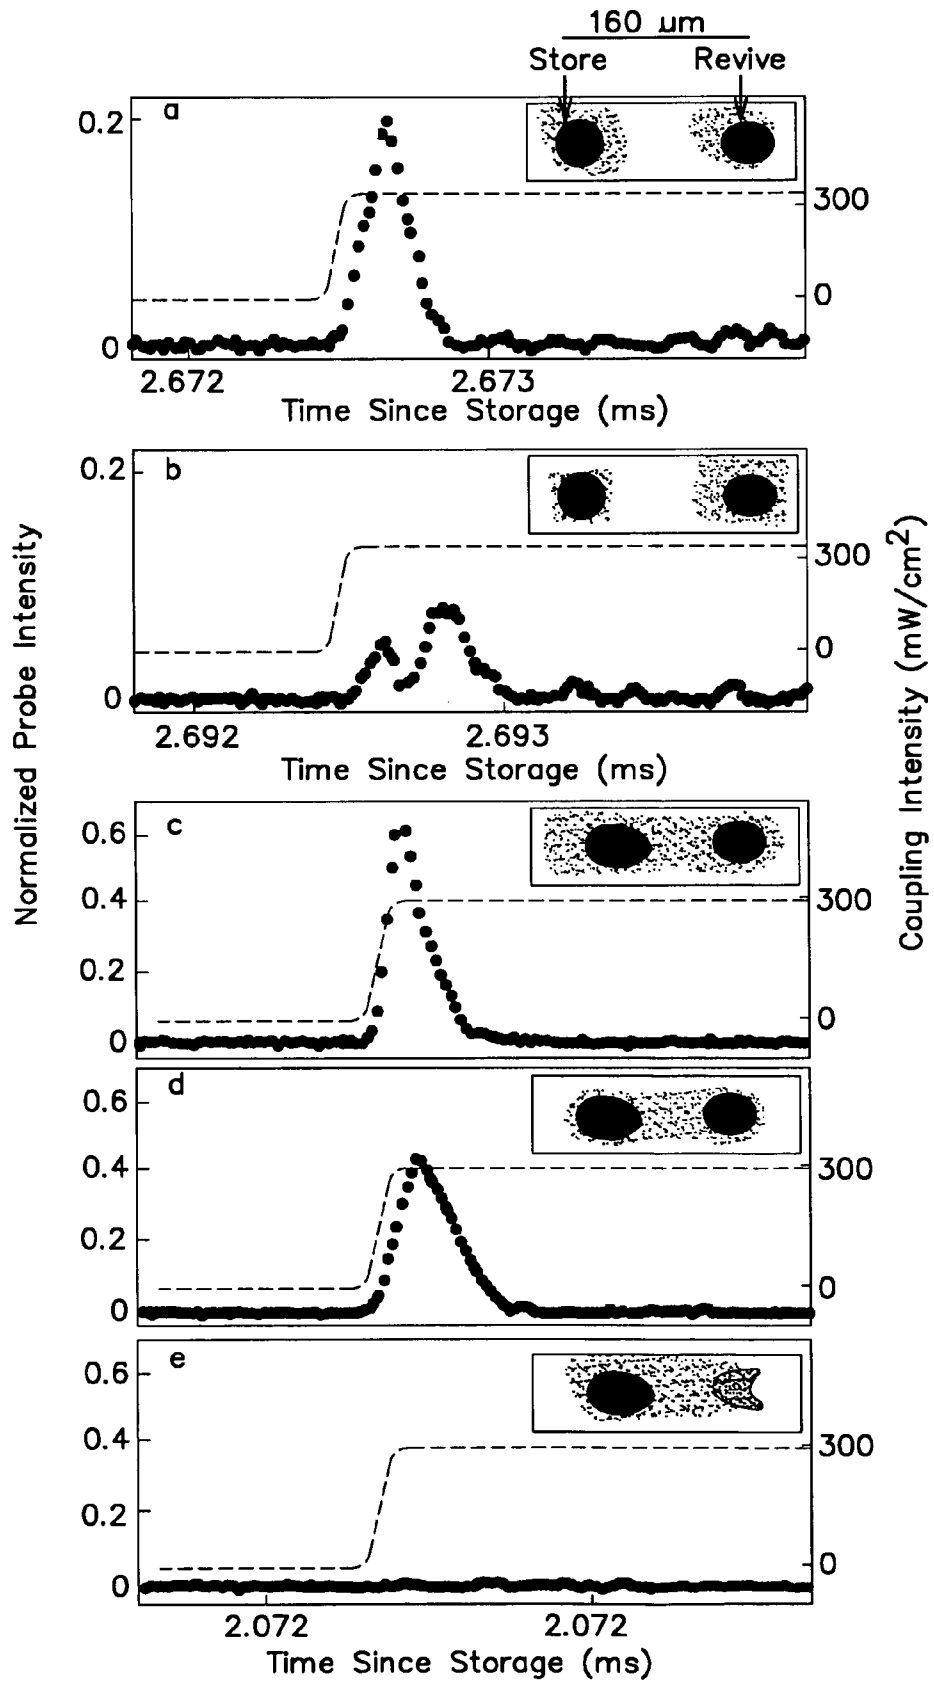 160 µm
Store Revive
a
0.2
300
0
0
2.672 2.673
Time Since Storage (ms)
b
0.2
300
0
0
2.692 2.693
Time Since Storage (ms)
Normalized Probe Intensity
Coupling Intensity (mW/cm2)
c
0.6
0.4
300
0.2
0
0
d
0.6
0.4
300
0.2
0
0
e
0.6
0.4
300
0.2
0
0
2.072 2.072
Time Since Storage (ms)